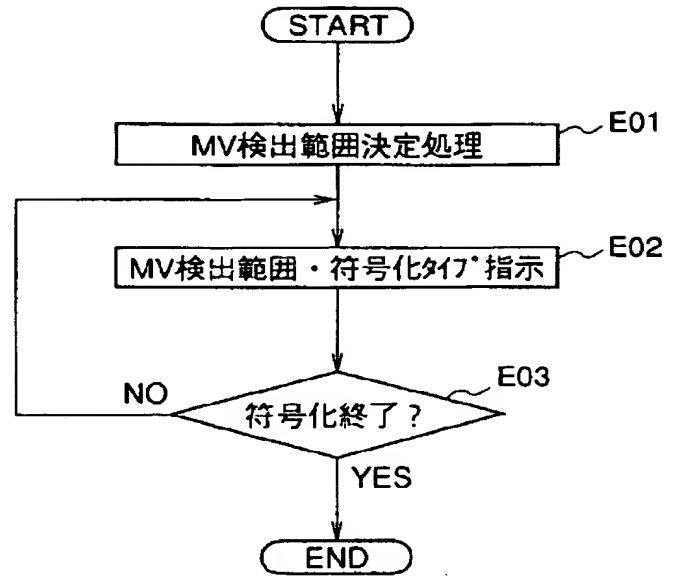 START
MV検出範囲決定処理
E01
MV検出範囲・符号化ﾀｲﾌﾟ指示
E02
符号化終了？
E03
NO
YES
END